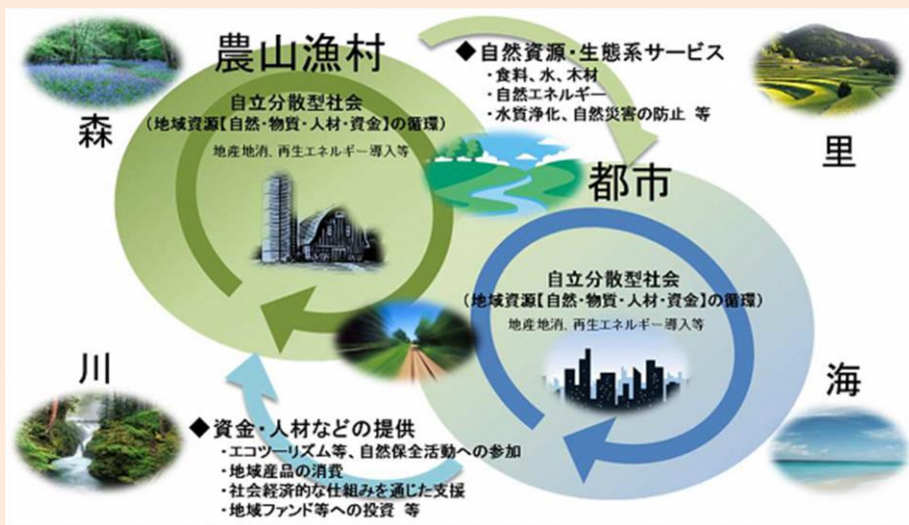 農山漁村
森
自立分散型社会
(地域資源【自然・物質・人材・資金】の循環)
地産地消、再生エネルギー導入等
◆自然資源・生態系サービス
・食料、水、木材
・自然エネルギー
・水質浄化、自然災害の防止 等
里
都市
自立分散型社会
(地域資源【自然・物質・人材・資金】の循環)
地産地消、再生エネルギー導入等
川
海
◆資金・人材などの提供
・エコツーリズム等、自然保全活動への参加
・地域産品の消費
・社会経済的な仕組みを通じた支援
・地域ファンド等への投資 等